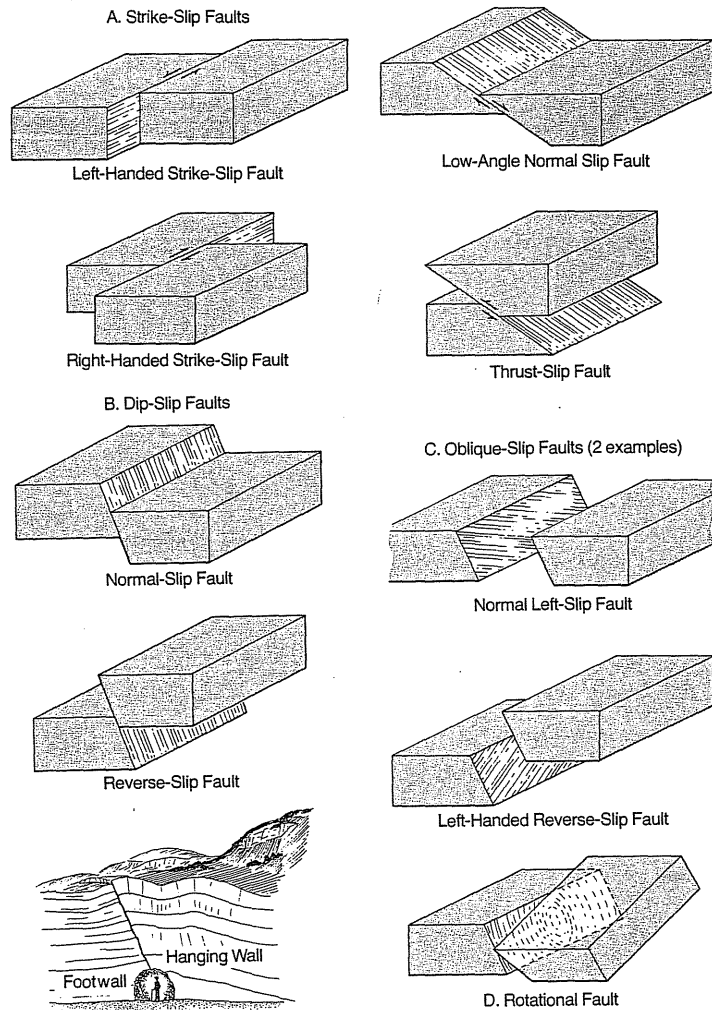 A. Strike-Slip Faults
Left-Handed Strike-Slip Fault
Right-Handed Strike-Slip Fault
B. Dip-Slip Faults
Normal-Slip Fault
Reverse-Slip Fault
Hanging Wall
Footwall
Low-Angle Normal Slip Fault
Thrust-Slip Fault
C. Oblique-Slip Faults (2 examples)
Normal Left-Slip Fault
Left-Handed Reverse-Slip Fault
D. Rotational Fault